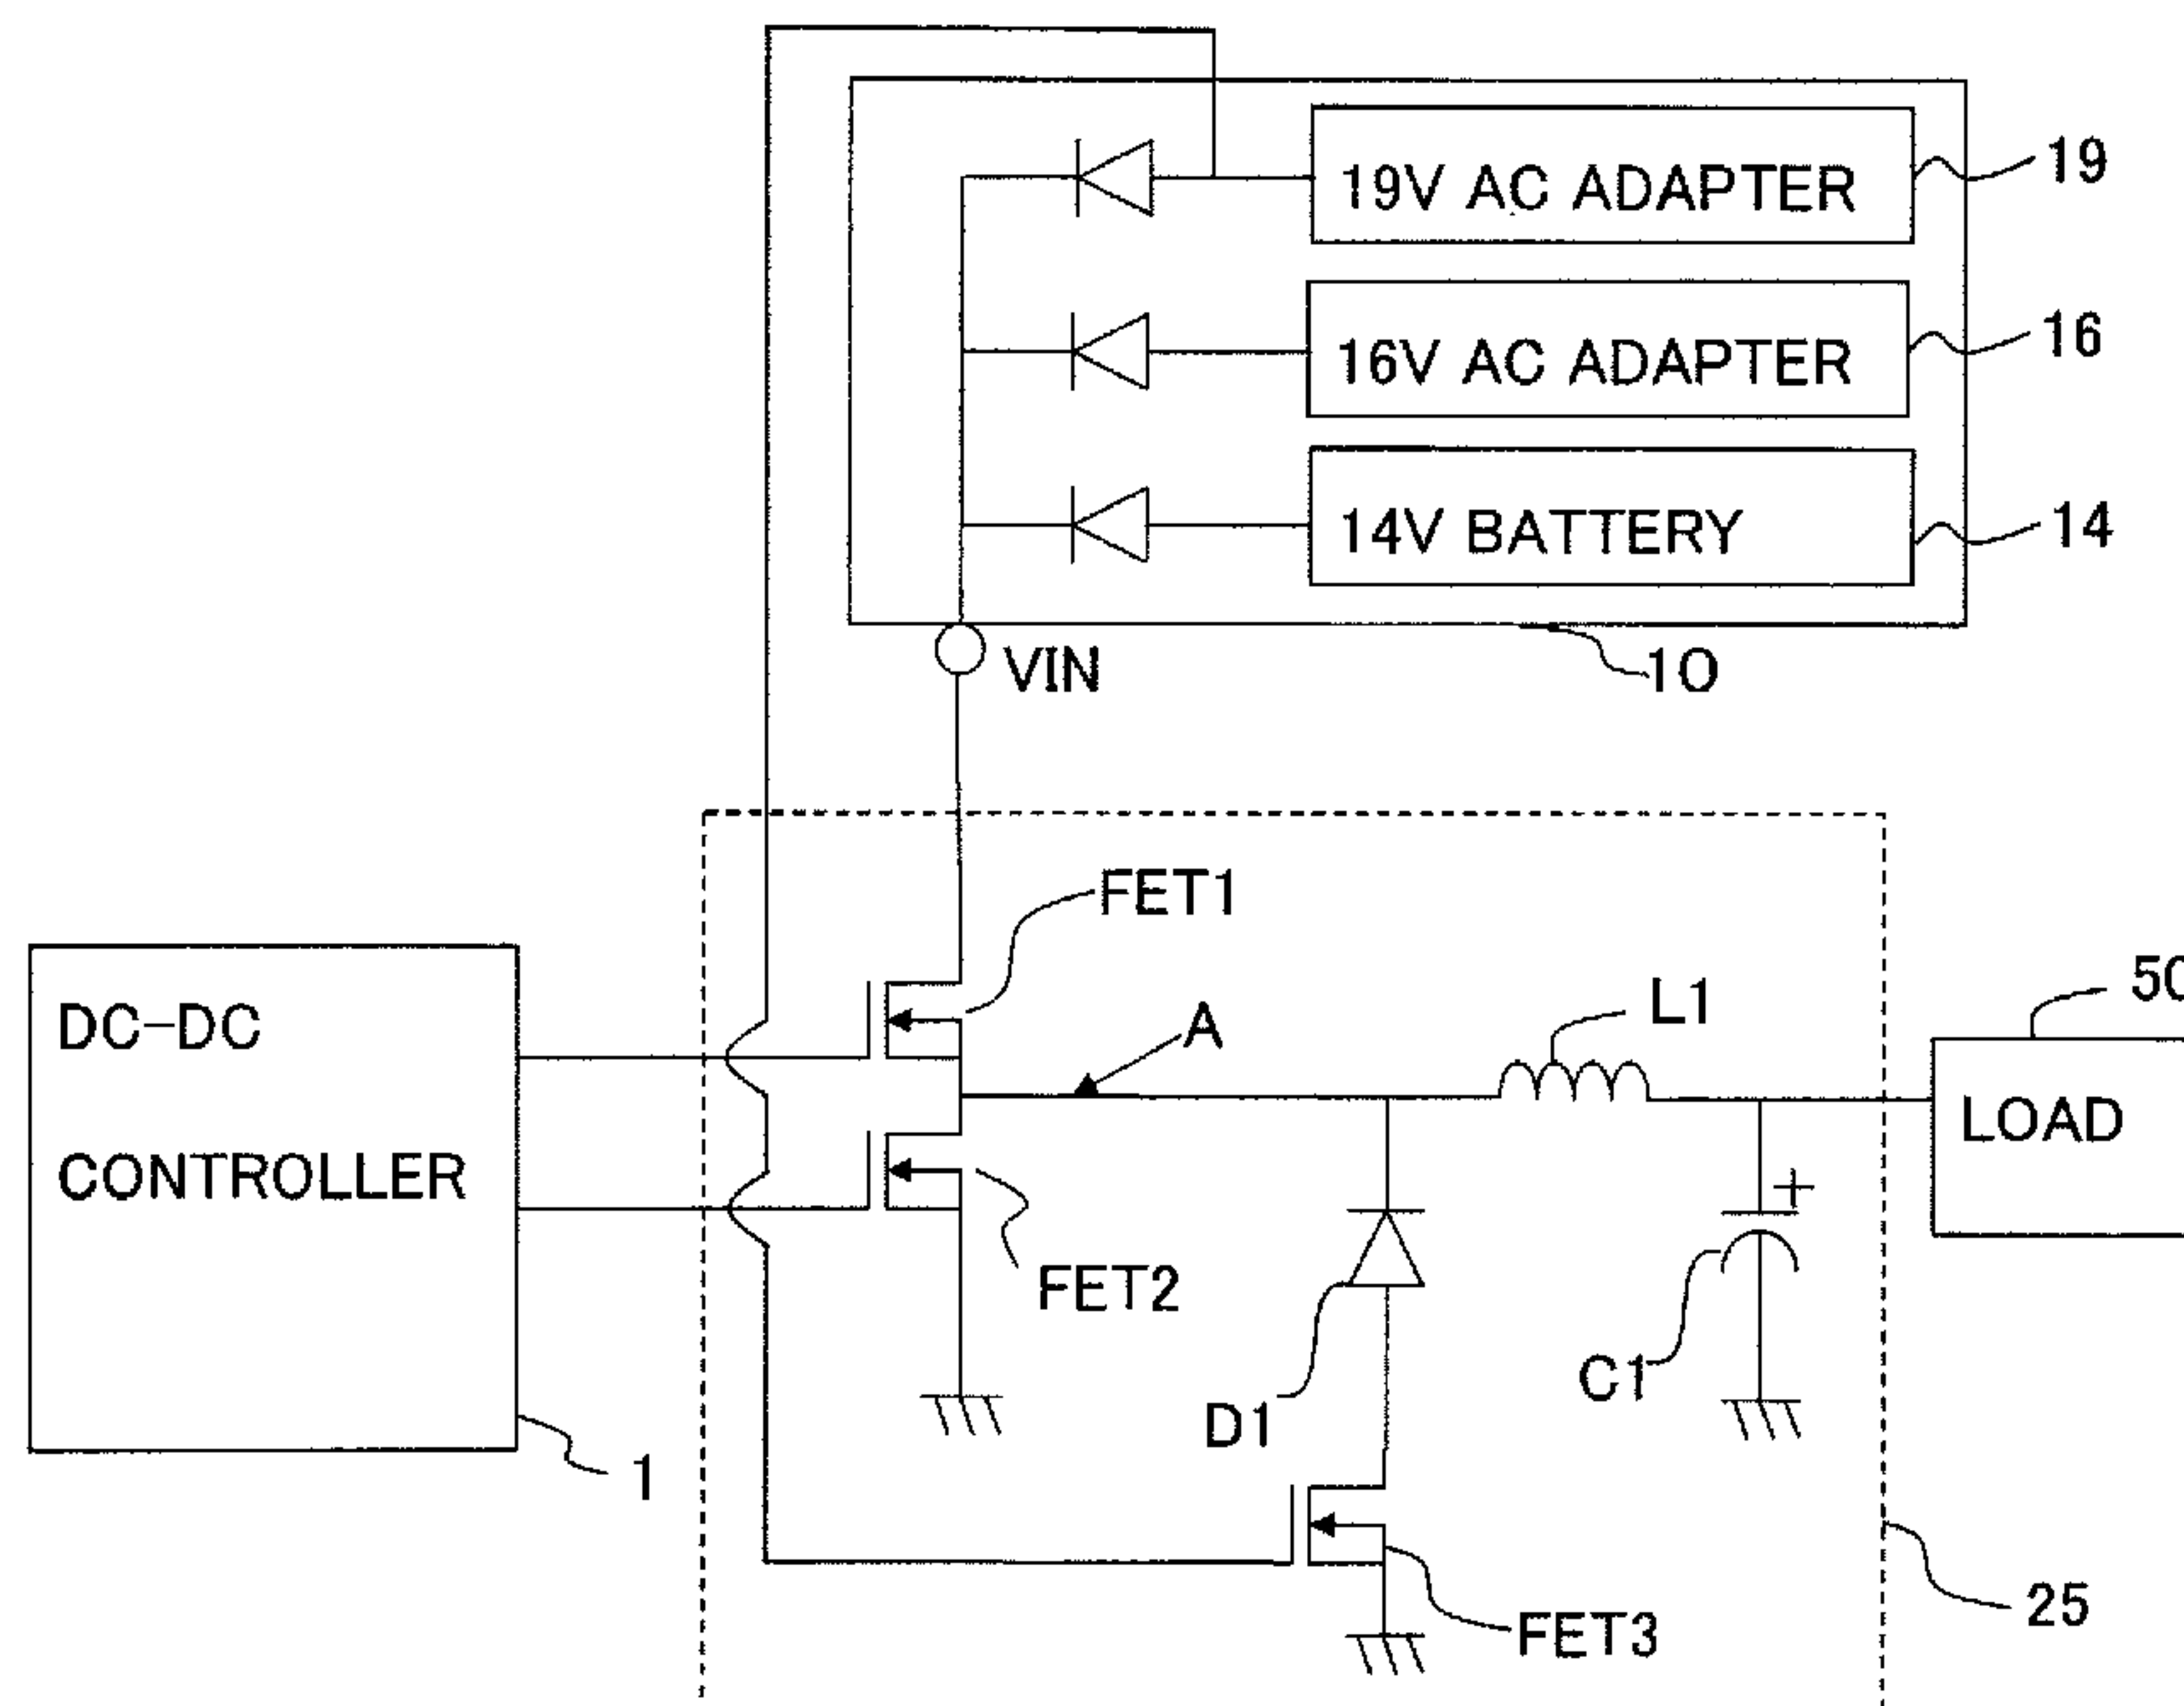 19V AC ADAPTER
19
16V AC ADAPTER
16
14V BATTERY
14
VIN
10
FET1
DC-DC
CONTROLLER
A
L1
LOAD
+
FET2
D1
C1
1
FET3
25